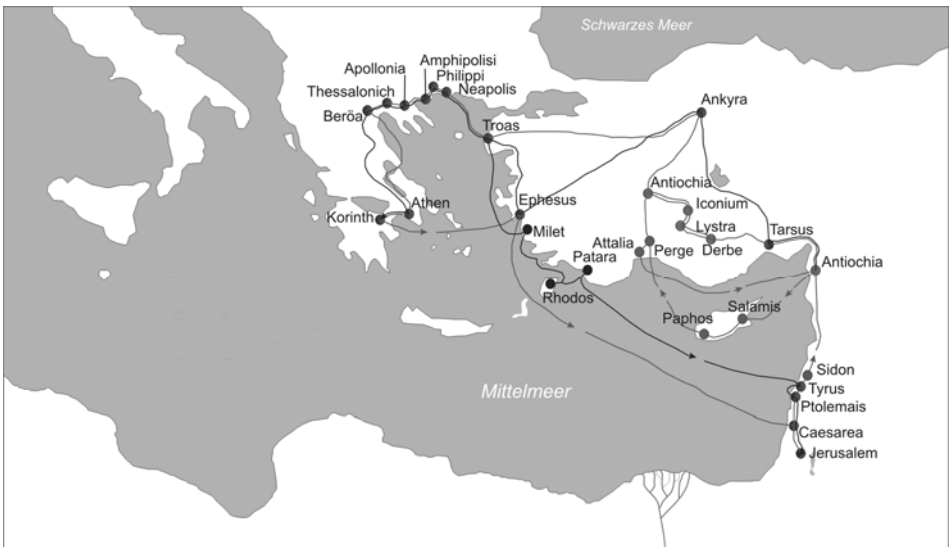 Schwarzes Meer
Amphipolisi
Apollonia
Philippi
Thessalonich
Neapolis
Beröa
Ankyra
Troas
Antiochia
Iconium
Korinth
Athen
Ephesus
Lystra
Milet
Attalia
Perge
Derbe
Tarsus
Patara
Antiochia
Rhodos
Salamis
Paphos
Sidon
Mittelmeer
Tyrus
Ptolemais
Caesarea
Jerusalem